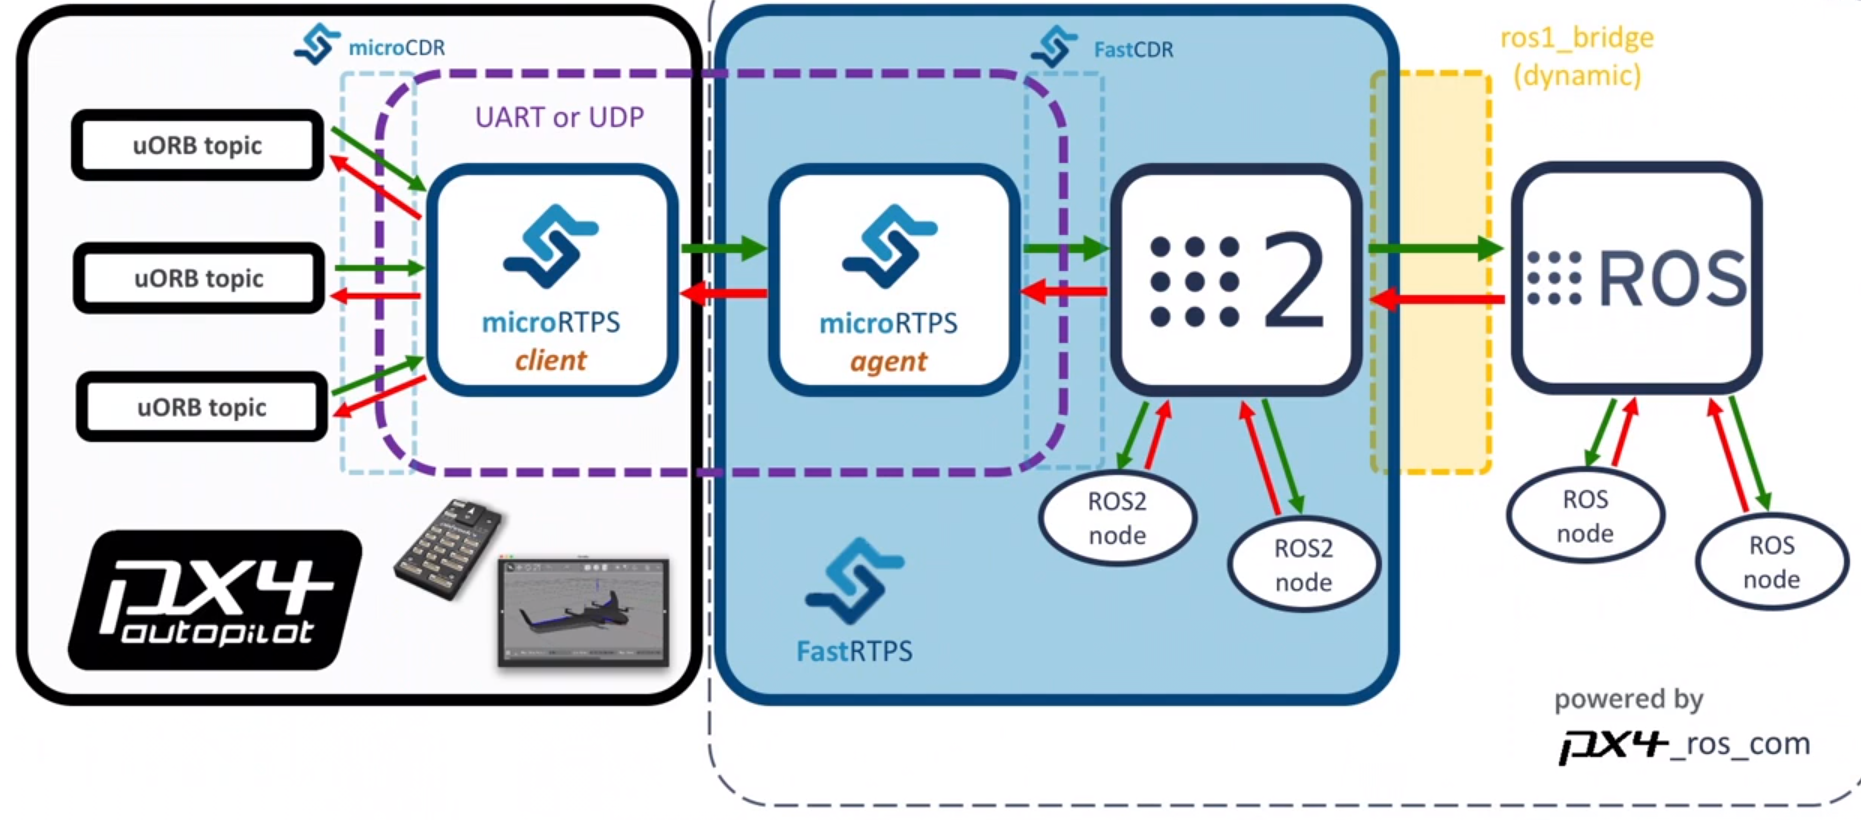 microCDR
UART or UDP
uORB topic
uORB topic
uORB topic
microRTPS
client
px4
autopilot
FastCDR
microRTPS
agent
2
ROS2
node
ROS2
node
FastRTPS
ros1_bridge
(dynamic)
ROS
ROS
node
ROS
node
powered by
px4_ros_com